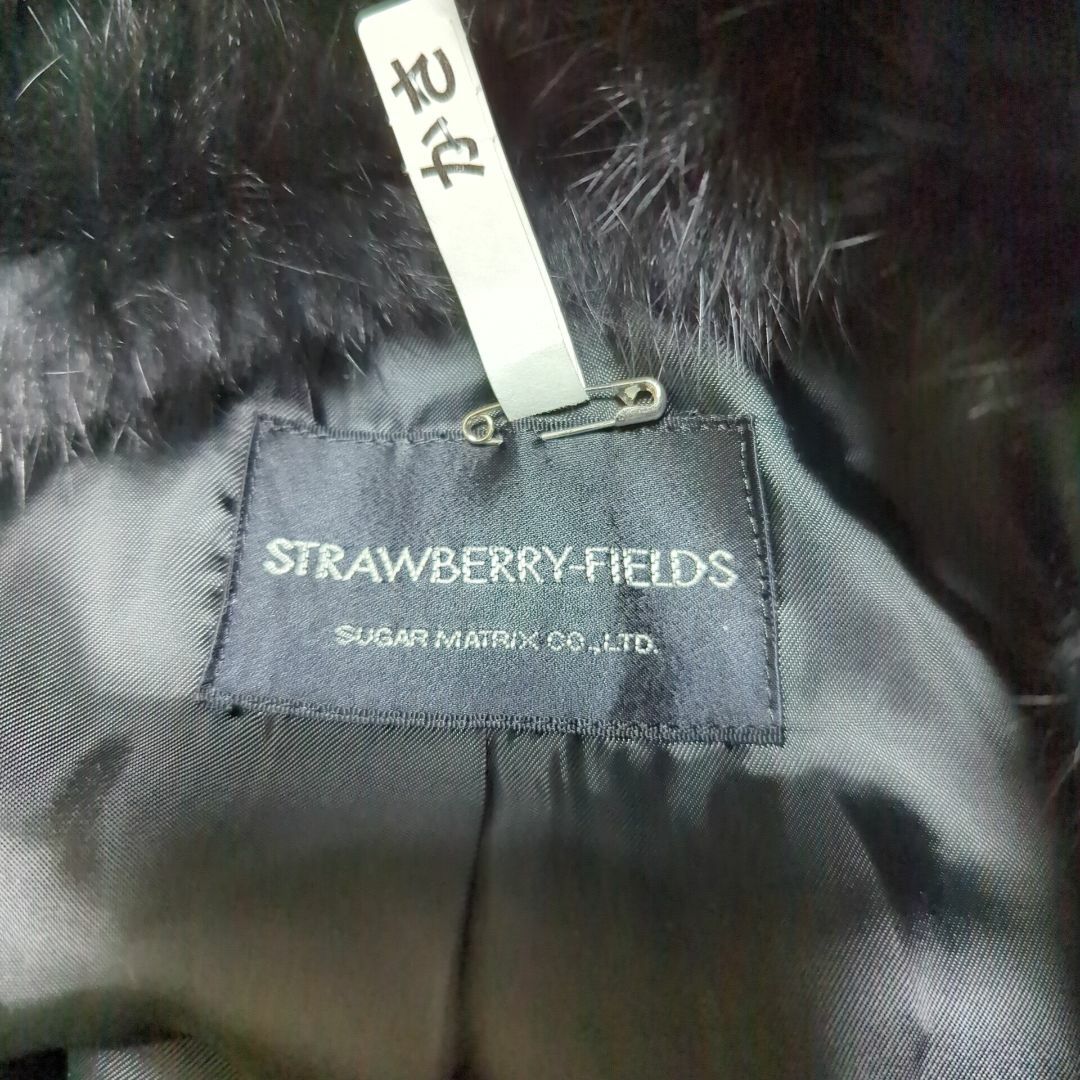 STRAWBERRY-FIELDS
SUGAR MATRIX CO.,LTD.